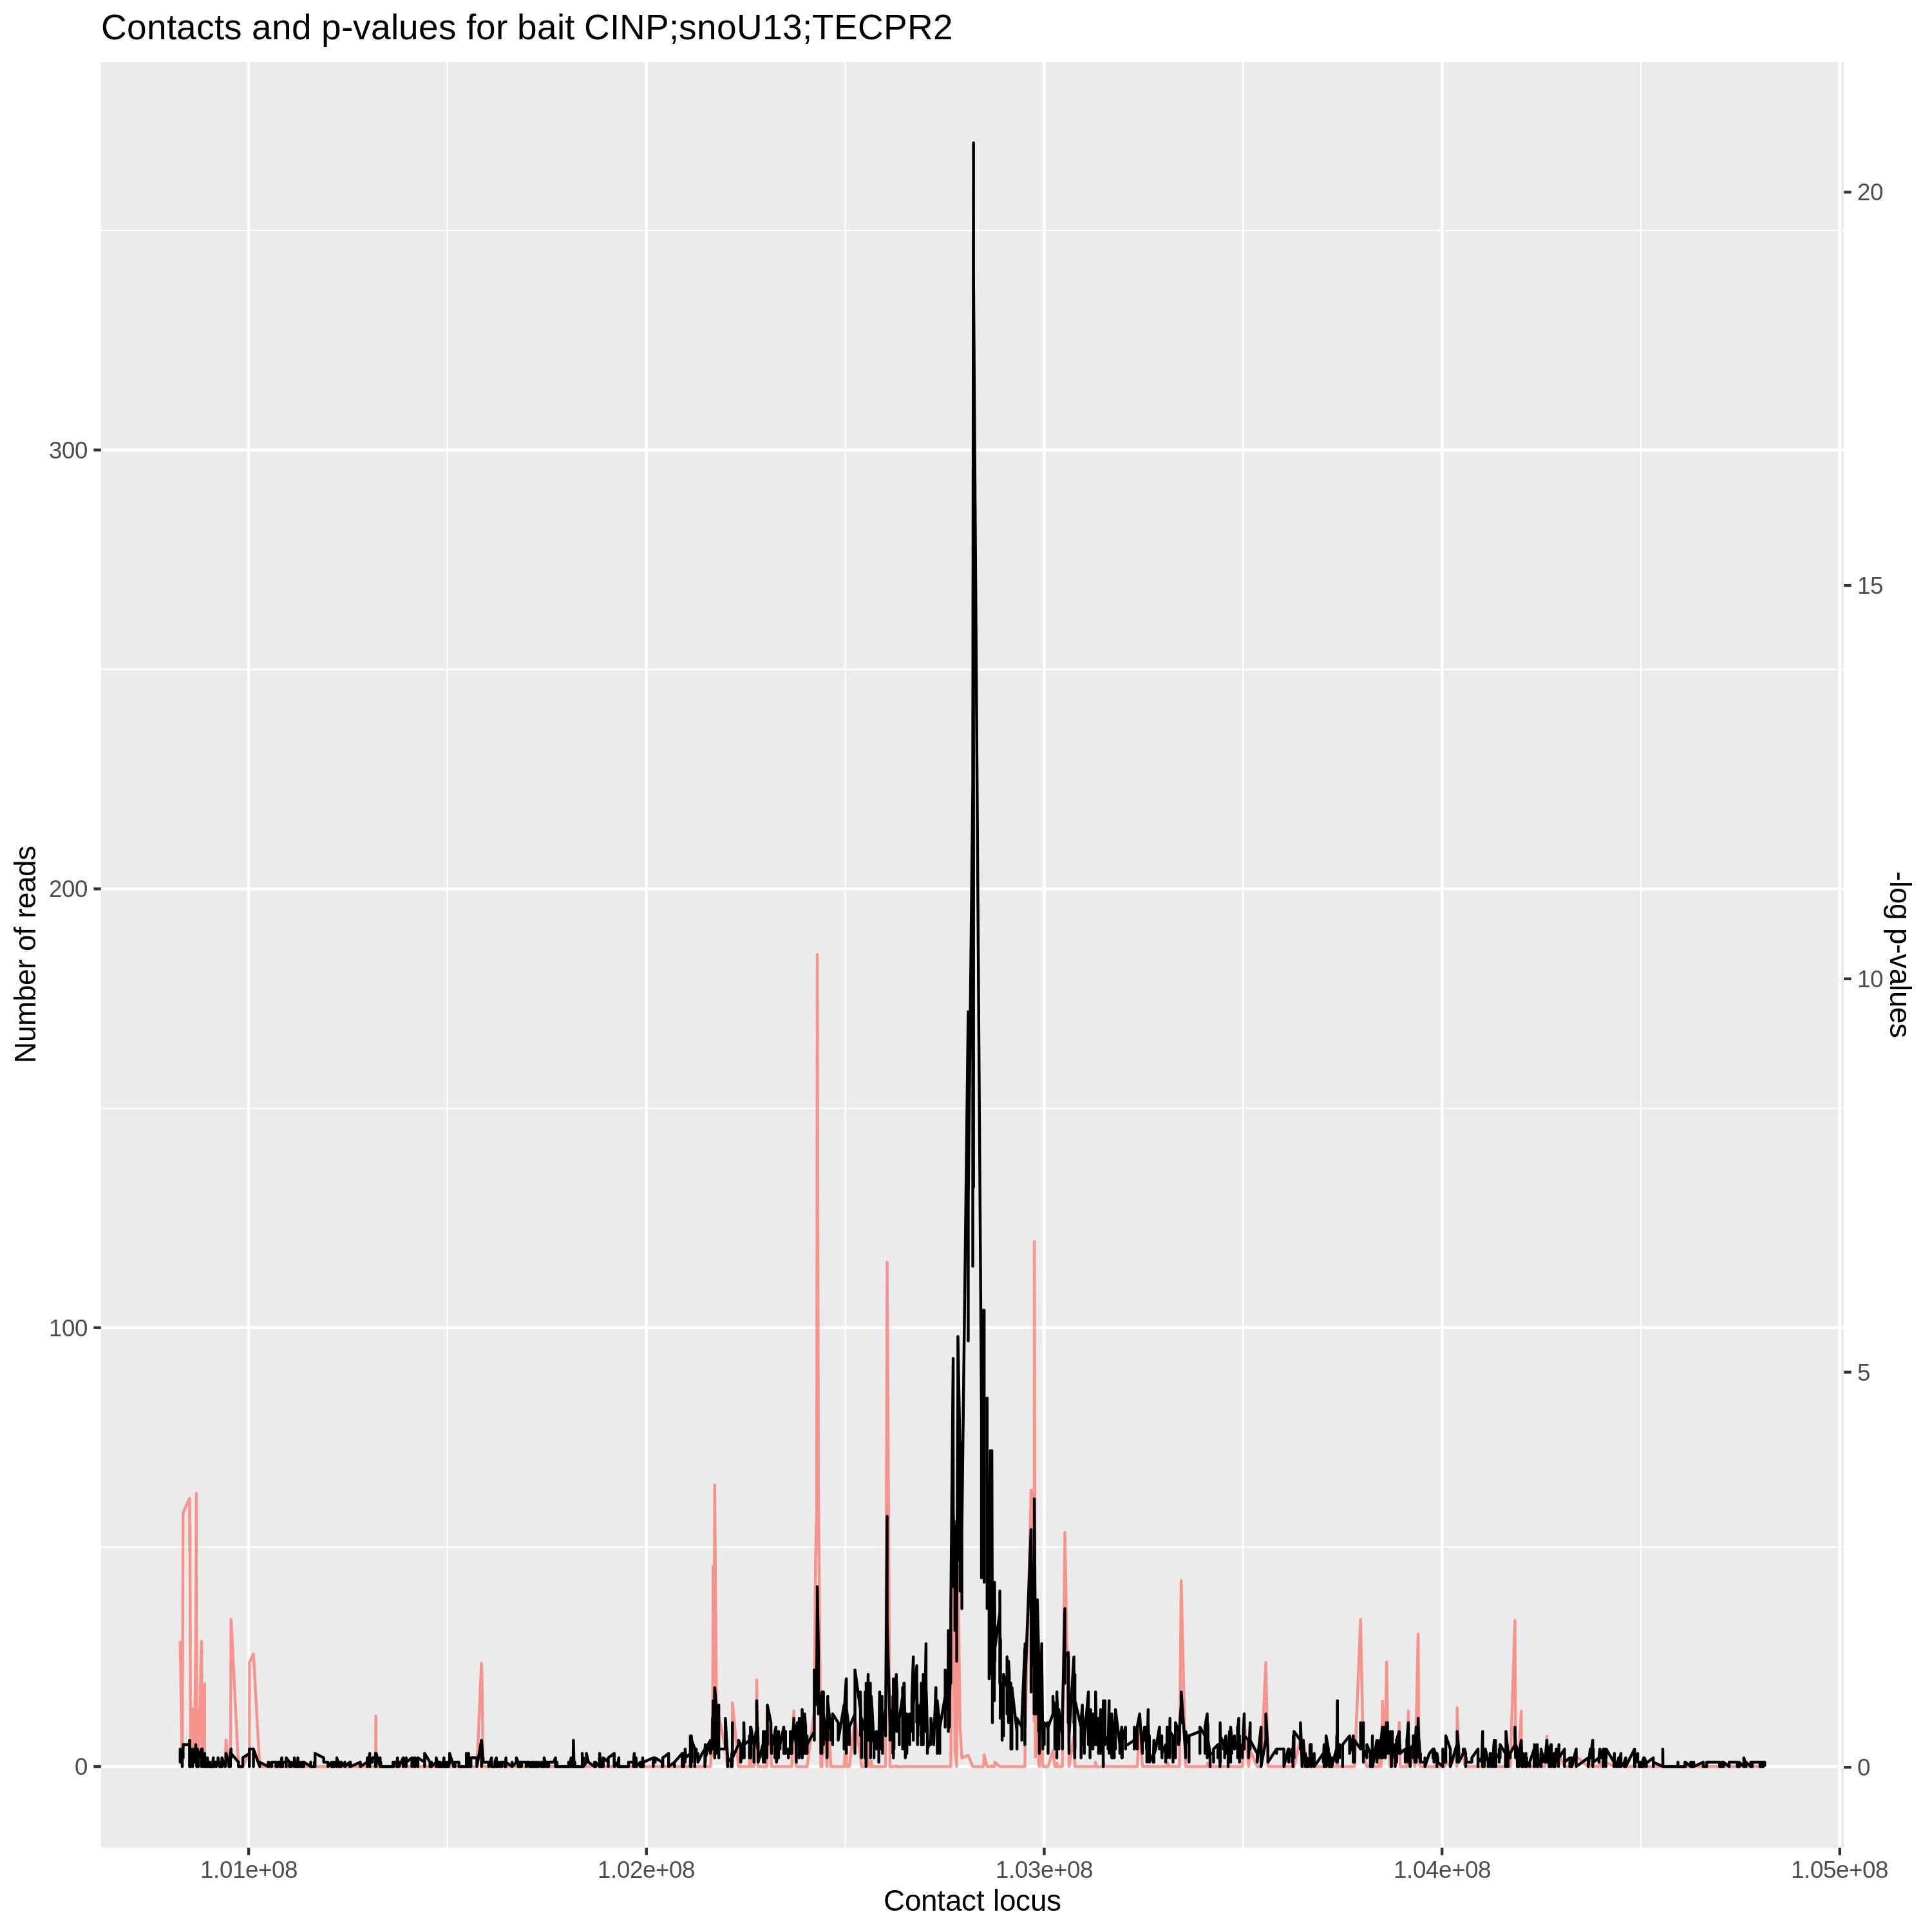 Contacts and p-values for bait CINP;snoU13;TECPR2
Number of reads
300
200
100
0
20
15
10
5
0
-log p-values
1.01e+08 1.02e+08 1.03e+08 1.04e+08 1.05e+08
Contact locus